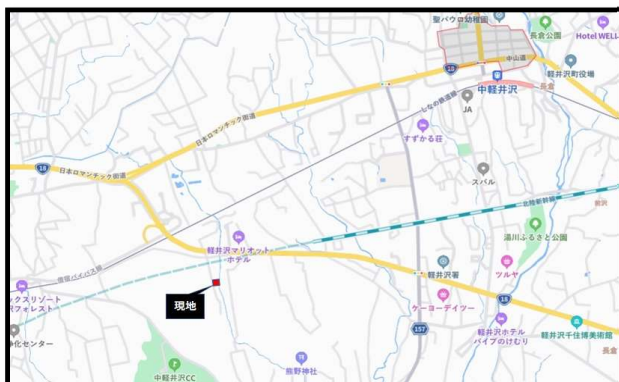 聖パウロ幼稚園
長倉公園
Hotel WELL
18
中山道
軽井沢町役場
中軽井沢
長倉
しなの鉄道線
JA
日本ロマンチック街道
すずかる荘
スバル
18
日本ロマンチック街道
北陸新幹線
湯川ふるさと公園
軽井沢マリオット
ホテル
軽井沢署
ツルヤ
ックスリゾート
沢フォレスト
現地
ケーヨーデイツー
18
157
軽井沢ホテル
パイプのけむり
軽井沢千住博美術館
浄化センター
長倉
中軽井沢CC
熊野神社